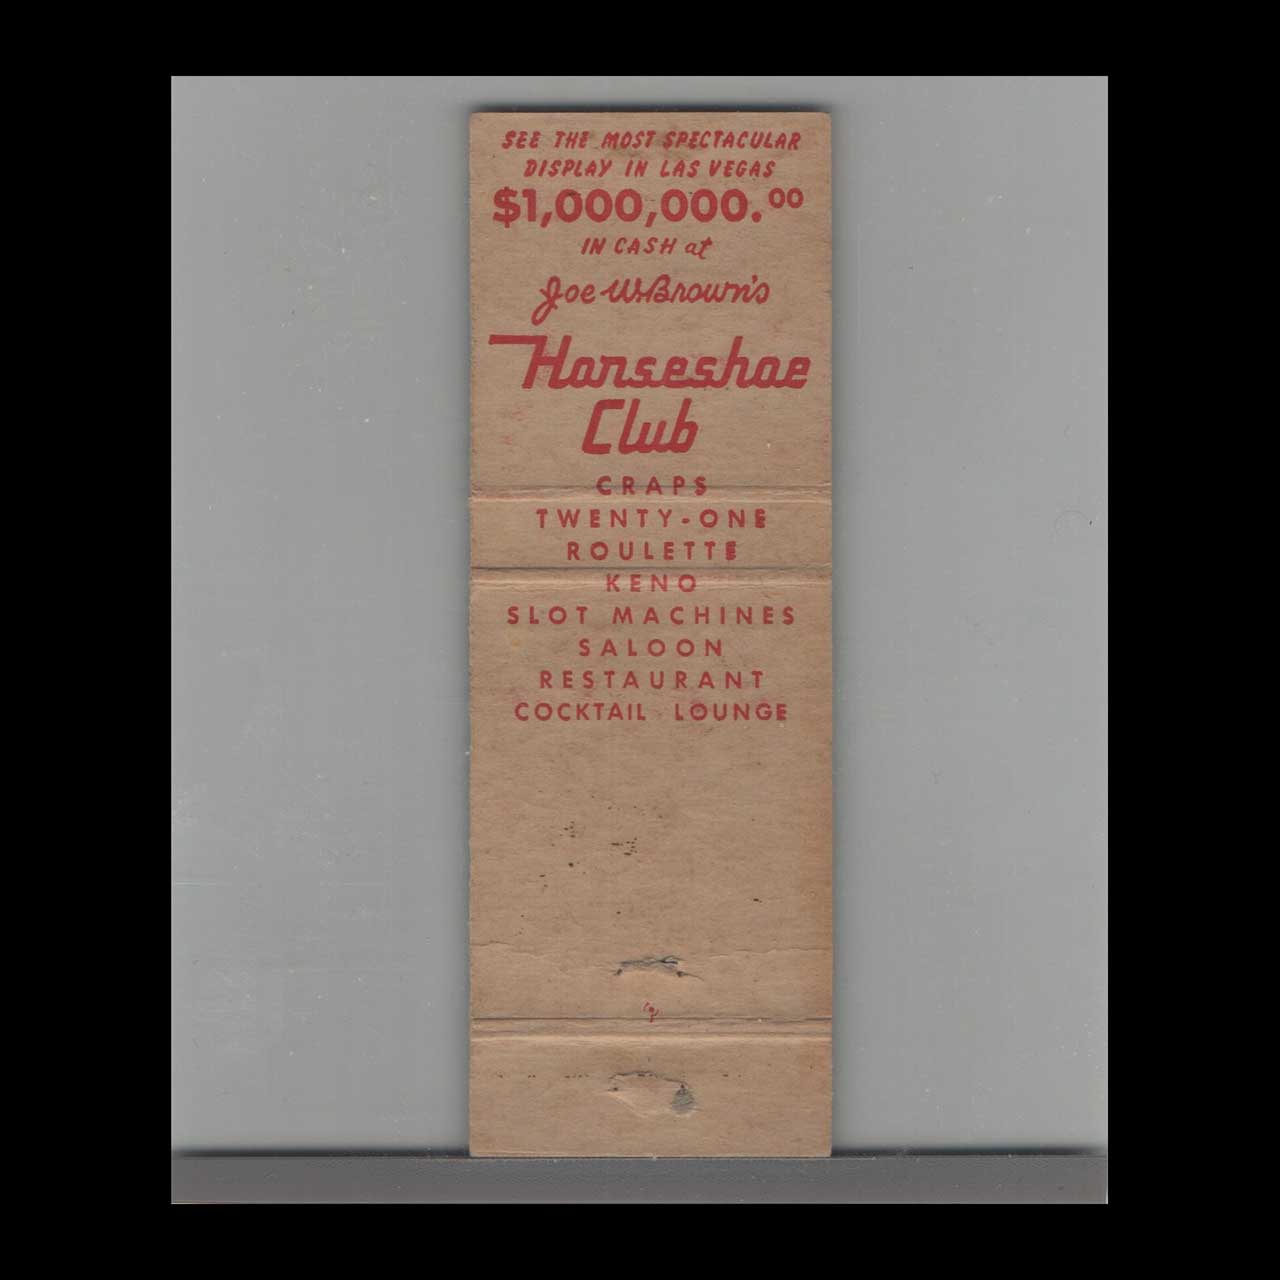 SEE THE MOST SPECTACULAR
DISPLAY IN LAS VEGAS
$1,000,000.00
IN CASH at
Joe W. Brown's
Horseshoe
Club
CRAPS
TWENTY-ONE
ROULETTE
KENO
SLOT MACHINES
SALOON
RESTAURANT
COCKTAIL LOUNGE